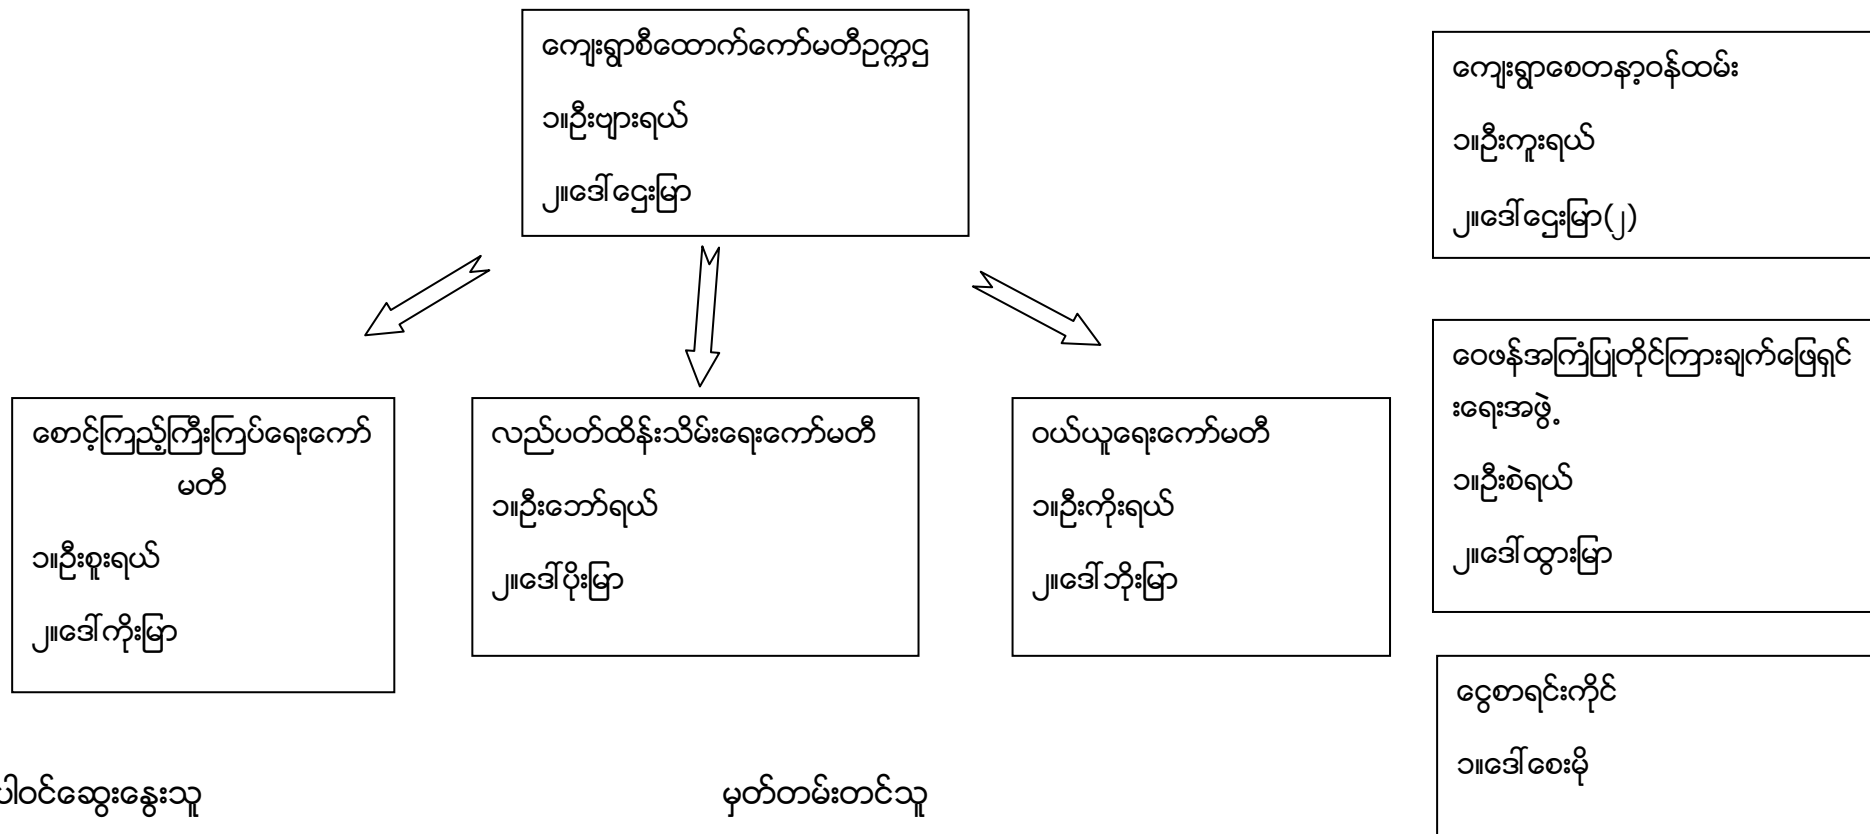 ကျေးရွာစီထောက်ကော်မတီဥက္ကဌ
၁။ဦးဗျားရယ်
၂။ဒေါ်ဌေးမြာ
ကျေးရွာစေတနာ့ဝန်ထမ်း
၁။ဦးကူးရယ်
၂။ဒေါ်ဌေးမြာ(၂)
စောင့်ကြည့်ကြီးကြပ်ရေးကော်
မတီ
၁။ဦးစူးရယ်
၂။ဒေါ်ကိုးမြာ
လည်ပတ်ထိန်းသိမ်းရေးကော်မတီ
၁။ဦးဘော်ရယ်
၂။ဒေါ်ပိုးမြာ
ဝယ်ယူရေးကော်မတီ
၁။ဦးကိုးရယ်
၂။ဒေါ်ဘိုးမြာ
ဝေဖန်အကြံပြုတိုင်ကြားချက်ဖြေရှင်
းရေးအဖွဲ့
၁။ဦးစဲရယ်
၂။ဒေါ်ထွားမြာ
ငွေစာရင်းကိုင်
၁။ဒေါ်စေးမို
ပါဝင်ဆွေးနွေးသူ
မှတ်တမ်းတင်သူ